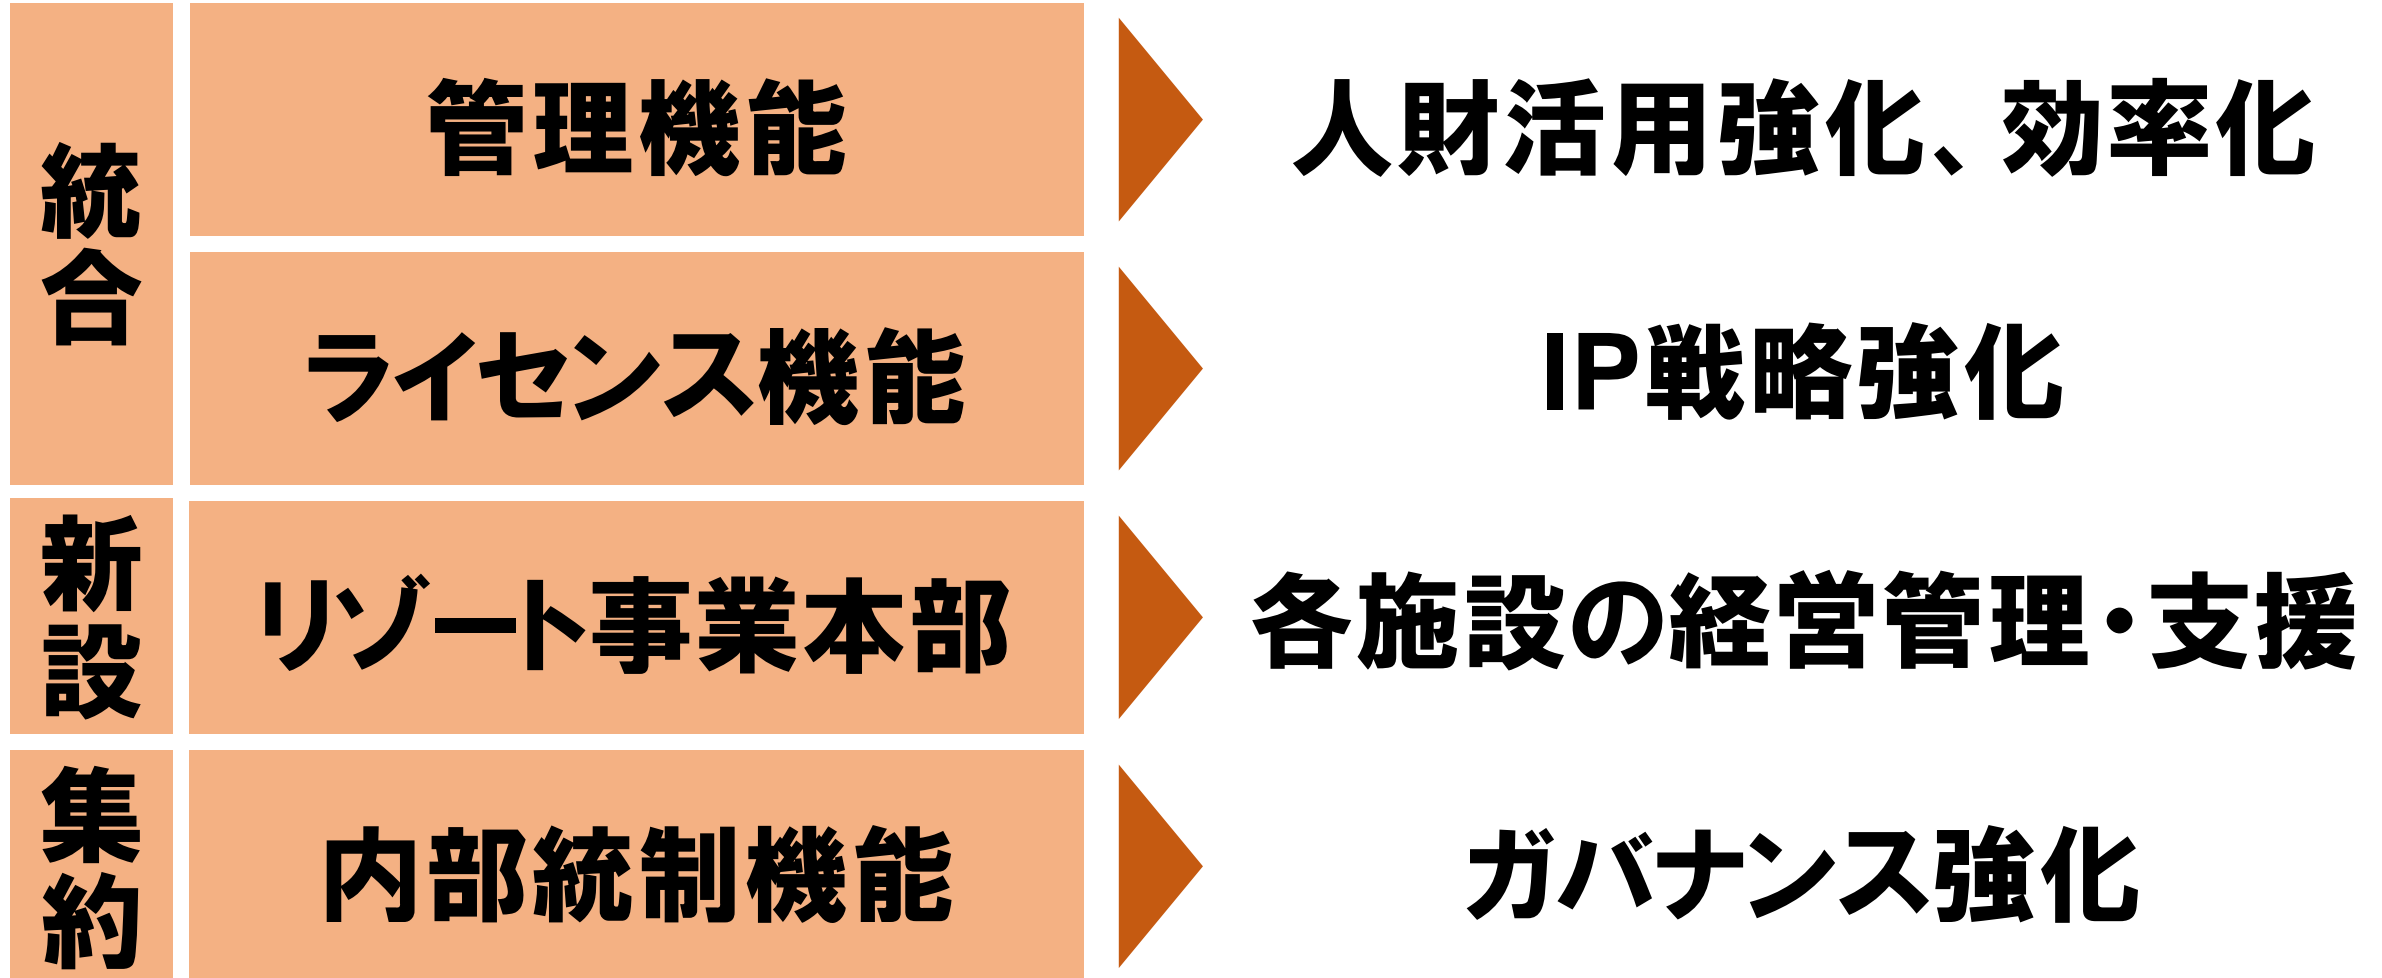 統合
管理機能
人財活用強化、効率化
ライセンス機能
IP戦略強化
新設
リゾート事業本部
各施設の経営管理・支援
集約
内部統制機能
ガバナンス強化